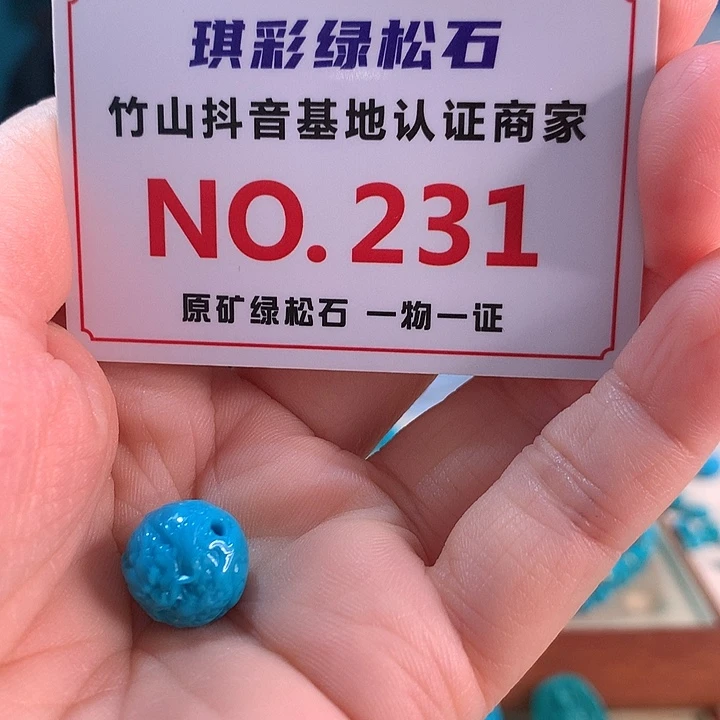 琪彩绿松石
竹山抖音基地认证商家
NO.231
原矿绿松石 一物一证